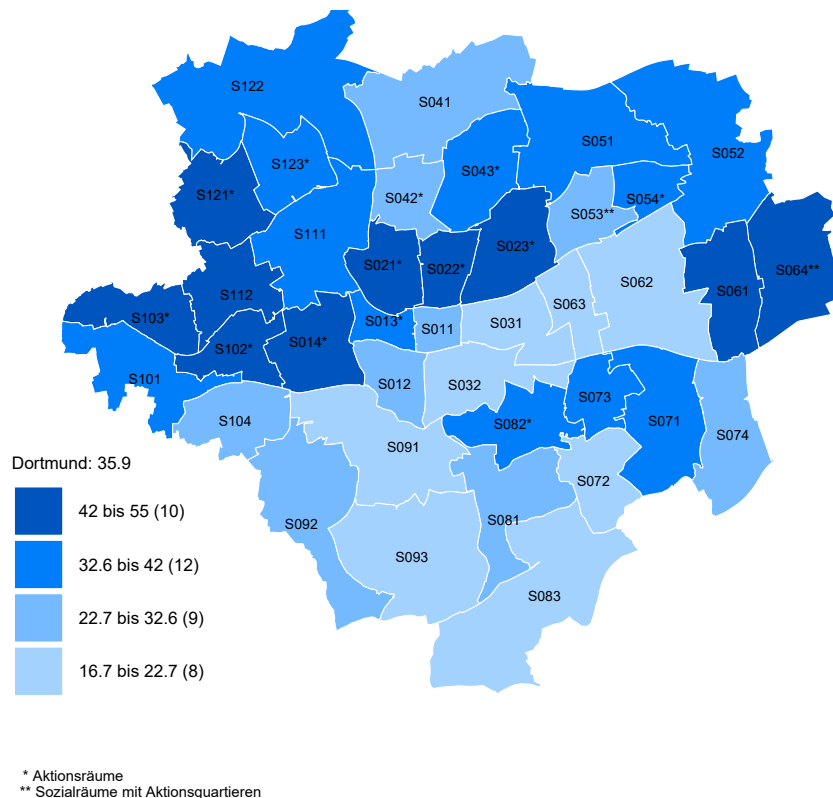 S122
S041
S051
S052
S123*
S043*
S121*
S042*
S054*
S053**
S111
S023*
S021*
S022*
S064**
S062
S112
S061
S063
S103*
S013*
S011
S031
S014*
S102*
S101
S012
S032
S073
S104
S082*
S071
S074
S091
Dortmund: 35.9
S072
42 bis 55 (10)
S092
S081
S093
32.6 bis 42 (12)
S083
22.7 bis 32.6 (9)
16.7 bis 22.7 (8)
* Aktionsräume
** Sozialräume mit Aktionsquartieren